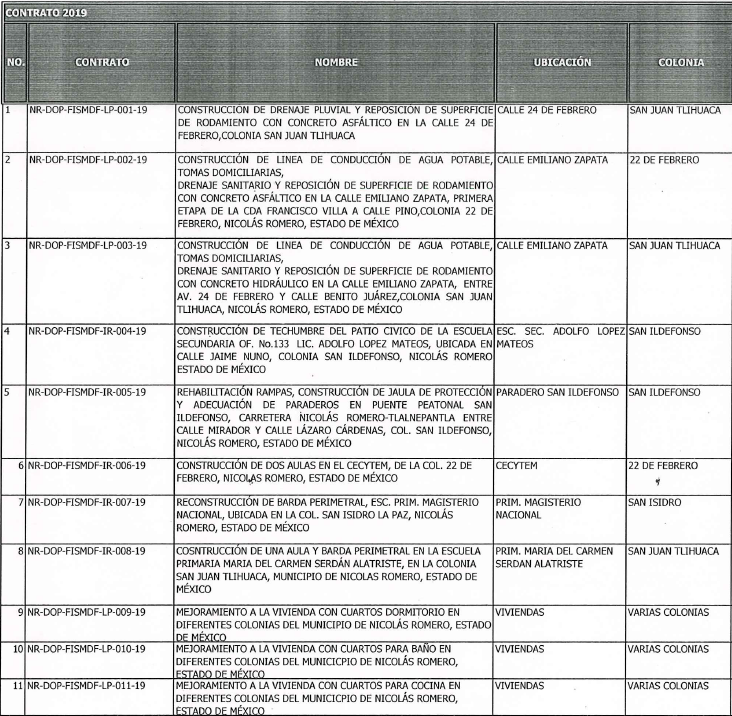 CONTRATO 2019
NO. CONTRATO NOMBRE UBICACIÓN COLONIA
1 NR-DOP-FISMDF-LP-001-19 CONSTRUCCIÓN DE DRENAJE PLUVIAL Y REPOSICIÓN DE SUPERFICIE CALLE 24 DE FEBRERO SAN JUAN TLIHUACA
DE RODAMIENTO CON CONCRETO ASFÁLTICO EN LA CALLE 24 DE
FEBRERO,COLONIA SAN JUAN TLIHUACA
2 NR-DOP-FISMDF-LP-002-19 CONSTRUCCIÓN DE LINEA DE CONDUCCIÓN DE AGUA POTABLE, CALLE EMILIANO ZAPATA 22 DE FEBRERO
TOMAS DOMICILIARIAS,
DRENAJE SANITARIO Y REPOSICIÓN DE SUPERFICIE DE RODAMIENTO
CON CONCRETO ASFÁLTICO EN LA CALLE EMILIANO ZAPATA, PRIMERA
ETAPA DE LA CDA FRANCISCO VILLA A CALLE PINO,COLONIA 22 DE
FEBRERO, NICOLÁS ROMERO, ESTADO DE MÉXICO
3 NR-DOP-FISMDF-LP-003-19 CONSTRUCCIÓN DE LINEA DE CONDUCCIÓN DE AGUA POTABLE, CALLE EMILIANO ZAPATA SAN JUAN TLIHUACA
TOMAS DOMICILIARIAS,
DRENAJE SANITARIO Y REPOSICIÓN DE SUPERFICIE DE RODAMIENTO
CON CONCRETO HIDRÁULICO EN LA CALLE EMILIANO ZAPATA, ENTRE
AV. 24 DE FEBRERO Y CALLE BENITO JUÁREZ,COLONIA SAN JUAN
TLIHUACA, NICOLÁS ROMERO, ESTADO DE MÉXICO
4 NR-DOP-FISMDF-IR-004-19 CONSTRUCCIÓN DE TECHUMBRE DEL PATIO CIVICO DE LA ESCUELA ESC. SEC. ADOLFO LOPEZ SAN ILDEFONSO
SECUNDARIA OF. No.133 LIC. ADOLFO LOPEZ MATEOS, UBICADA EN MATEOS
CALLE JAIME NUNO, COLONIA SAN ILDEFONSO, NICOLÁS ROMERO
ESTADO DE MÉXICO
5 NR-DOP-FISMDF-IR-005-19 REHABILITACIÓN RAMPAS, CONSTRUCCIÓN DE JAULA DE PROTECCIÓN PARADERO SAN ILDEFONSO SAN ILDEFONSO
Y ADECUACIÓN DE PARADEROS EN PUENTE PEATONAL SAN
ILDEFONSO, CARRETERA NICOLÁS ROMERO-TLALNEPANTLA ENTRE
CALLE MIRADOR Y CALLE LÁZARO CÁRDENAS, COL. SAN ILDEFONSO,
NICOLÁS ROMERO, ESTADO DE MÉXICO
6 NR-DOP-FISMDF-IR-006-19 CONSTRUCCIÓN DE DOS AULAS EN EL CECYTEM, DE LA COL. 22 DE CECYTEM 22 DE FEBRERO
FEBRERO, NICOLAS ROMERO, ESTADO DE MÉXICO
7 NR-DOP-FISMDF-IR-007-19 RECONSTRUCCIÓN DE BARDA PERIMETRAL, ESC. PRIM. MAGISTERIO PRIM. MAGISTERIO SAN ISIDRO
NACIONAL, UBICADA EN LA COL. SAN ISIDRO LA PAZ, NICOLÁS NACIONAL
ROMERO, ESTADO DE MÉXICO
8 NR-DOP-FISMDF-IR-008-19 COSNTRUCCIÓN DE UNA AULA Y BARDA PERIMETRAL EN LA ESCUELA PRIM. MARIA DEL CARMEN SAN JUAN TLIHUACA
PRIMARIA MARIA DEL CARMEN SERDÁN ALATRISTE, EN LA COLONIA SERDAN ALATRISTE
SAN JUAN TLIHUACA, MUNICIPIO DE NICOLAS ROMERO, ESTADO DE
MÉXICO
9 NR-DOP-FISMDF-LP-009-19 MEJORAMIENTO A LA VIVIENDA CON CUARTOS DORMITORIO EN VIVIENDAS VARIAS COLONIAS
DIFERENTES COLONIAS DEL MUNICIPIO DE NICOLÁS ROMERO, ESTADO
DE MÉXICO
10 NR-DOP-FISMDF-LP-010-19 MEJORAMIENTO A LA VIVIENDA CON CUARTOS PARA BAÑO EN VIVIENDAS VARIAS COLONIAS
DIFERENTES COLONIAS DEL MUNICICPIO DE NICOLÁS ROMERO,
ESTADO DE MÉXICO
11 NR-DOP-FISMDF-LP-011-19 MEJORAMIENTO A LA VIVIENDA CON CUARTOS PARA COCINA EN VIVIENDAS VARIAS COLONIAS
DIFERENTES COLONIAS DEL MUNICICPIO DE NICOLÁS ROMERO,
ESTADO DE MÉXICO